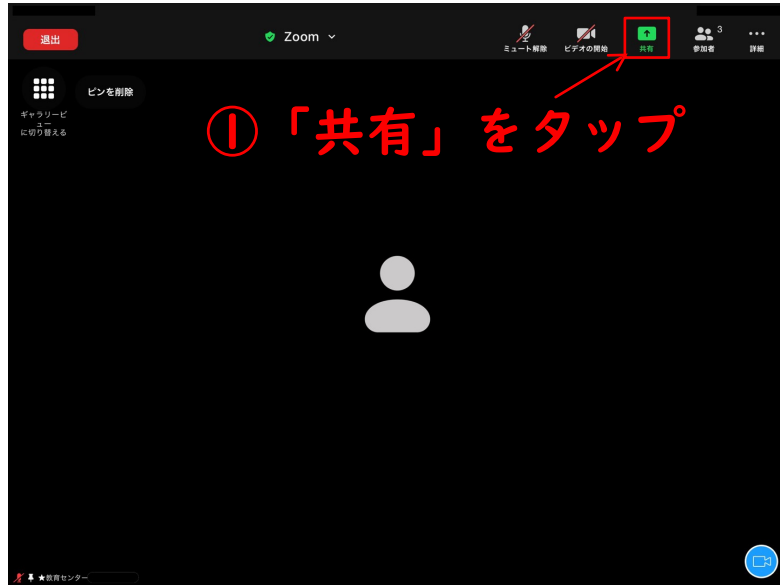 退出
Zoom
ミュート解除
ビデオの開始
共有
3
参加者
詳細
ギャラリービ
ュー
に切り替える
ピンを削除
①「共有」をタップ
★教育センター